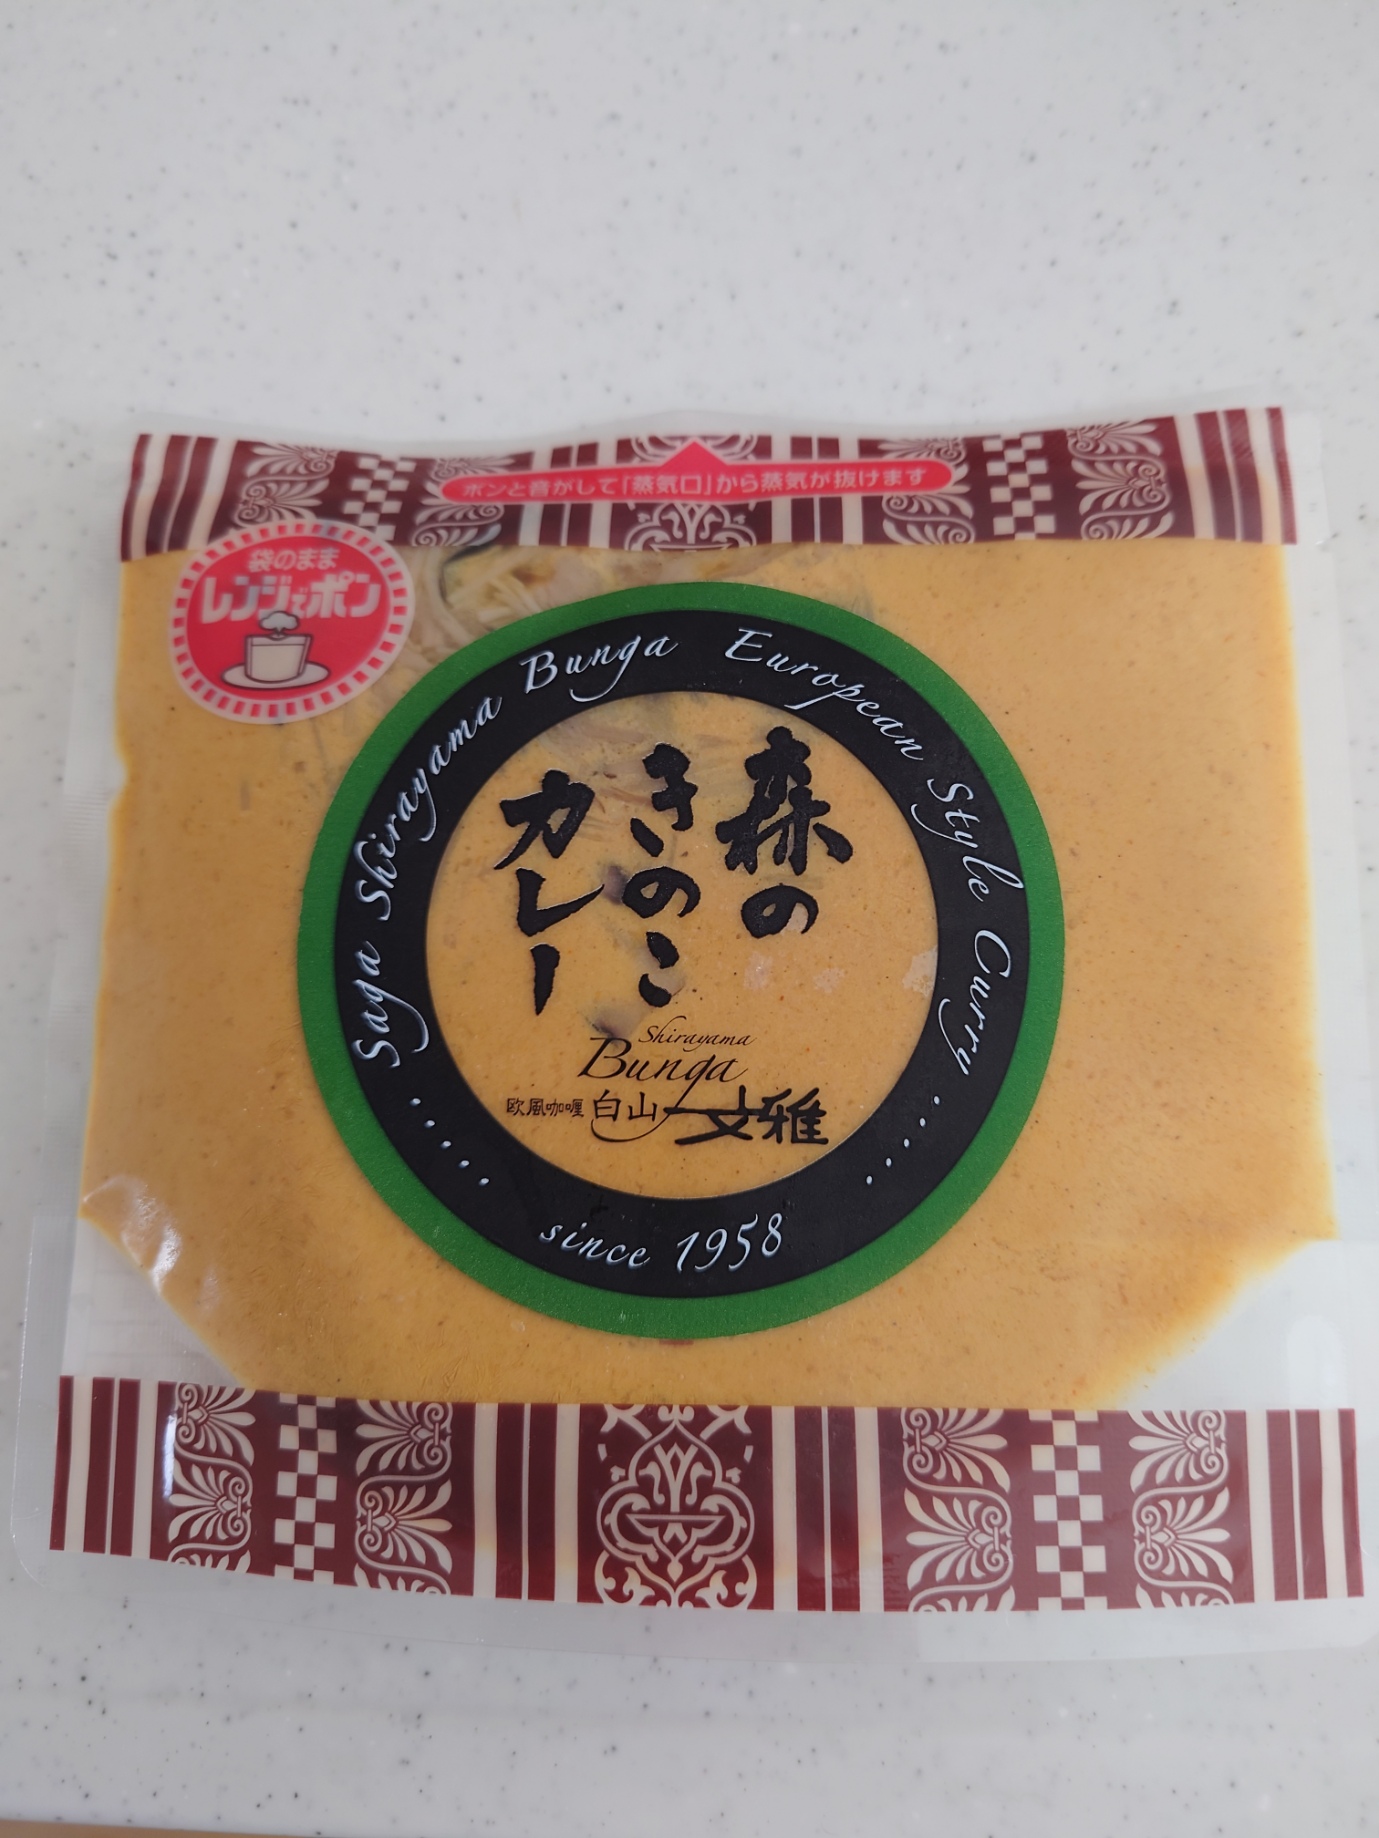 ポンと音がして「蒸気口」から蒸気が抜けます
袋のまま
レンジでポン
Saga Shirayama Bunga European Style Curry
森の
きのこ
カレー
Shirayama
Bunga
欧風咖喱 白山 文雅
since 1958